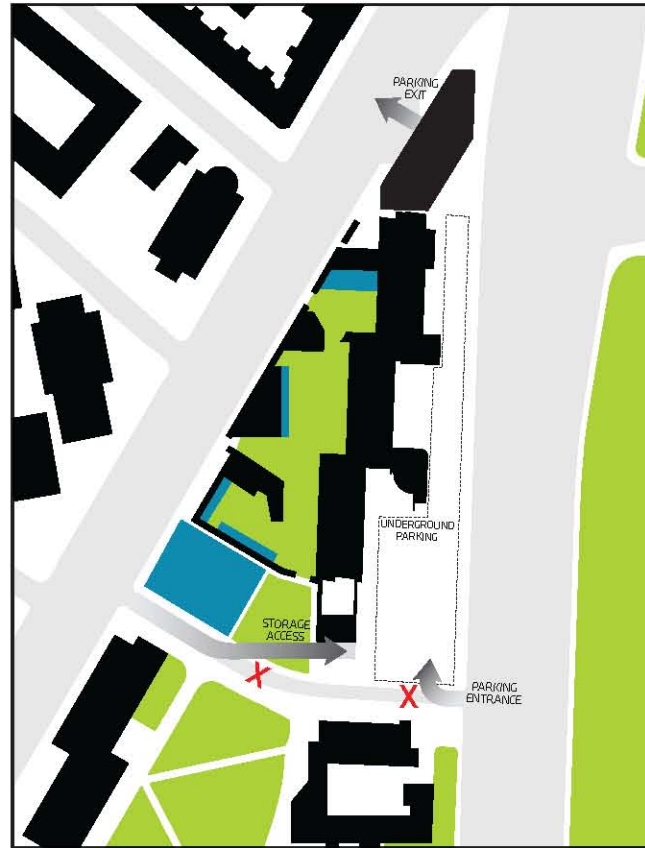 PARKING
EXIT
UNDERGROUND
PARKING
STORAGE
ACCESS
X
X
PARKING
ENTRANCE